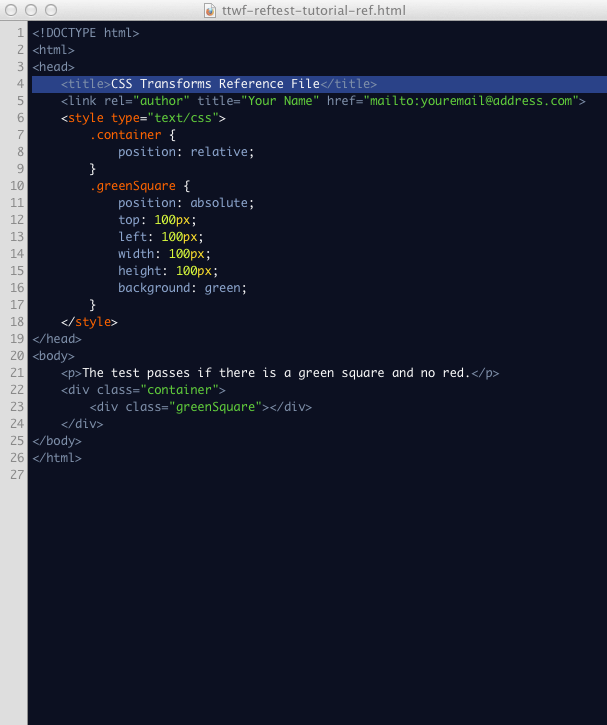 ttwf-reftest-tutorial-ref.html
1 <!DOCTYPE html>
2 <html>
3 <head>
4     <title>CSS Transforms Reference File</title>
5     <link rel="author" title="Your Name" href="mailto:youremail@address.com">
6     <style type="text/css">
7         .container {
8             position: relative;
9         }
10         .greenSquare {
11             position: absolute;
12             top: 100px;
13             left: 100px;
14             width: 100px;
15             height: 100px;
16             background: green;
17         }
18     </style>
19 </head>
20 <body>
21     <p>The test passes if there is a green square and no red.</p>
22     <div class="container">
23         <div class="greenSquare"></div>
24     </div>
25 </body>
26 </html>
27